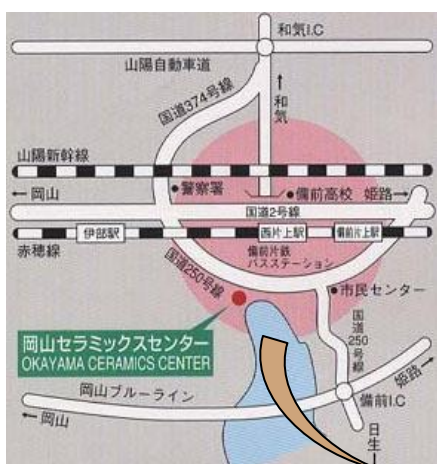 和気I.C
山陽自動車道
国道374号線
↑和気
山陽新幹線
←岡山
警察署
備前高校
姫路→
国道2号線
伊部駅
西片上駅
備前片上駅
赤穂線
備前片鉄
バスステーション
国道250号線
市民センター
国道250号線
岡山セラミックスセンター
OKAYAMA CERAMICS CENTER
岡山ブルーライン
姫路→
備前I.C
←岡山
日生